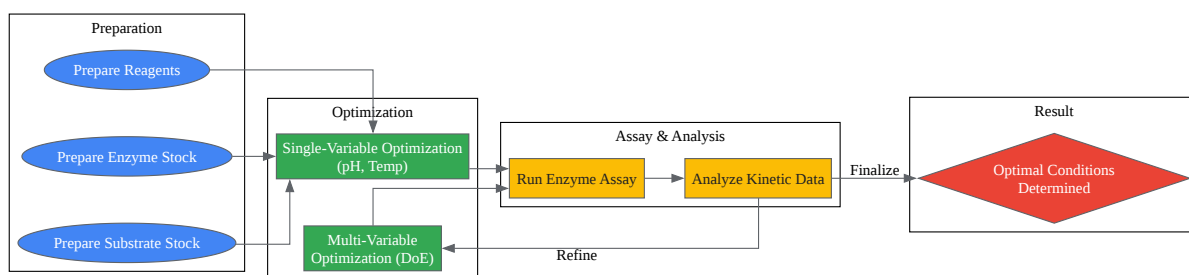 Preparation
Prepare Reagents
Prepare Enzyme Stock
Prepare Substrate Stock
Optimization
Single-Variable Optimization
(pH, Temp)
Multi-Variable
Optimization (DoE)
Assay & Analysis
Run Enzyme Assay
Analyze Kinetic Data
Refine
Finalize
Result
Optimal Conditions
Determined